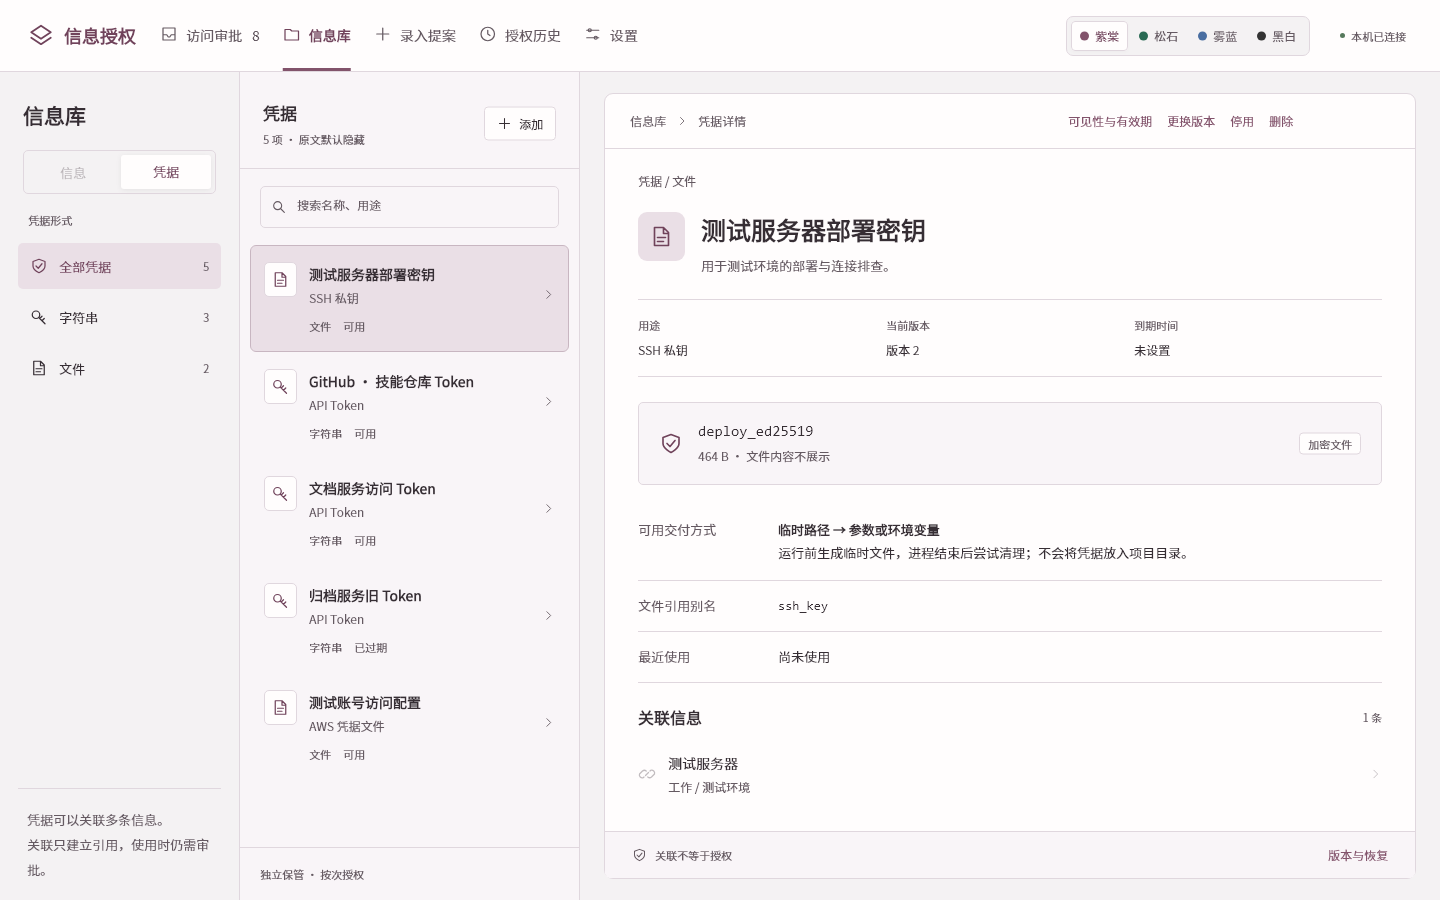 信息授权
访问审批 8
信息库
录入提案
授权历史
设置
紫棠
松石
雾蓝
黑白
本机已连接
信息库
信息
凭据
凭据形式
全部凭据 5
字符串 3
文件 2
凭据可以关联多条信息。
关联只建立引用，使用时仍需审
批。
凭据
5 项 · 原文默认隐藏
添加
搜索名称、用途
测试服务器部署密钥
SSH 私钥
文件 可用
GitHub · 技能仓库 Token
API Token
字符串 可用
文档服务访问 Token
API Token
字符串 可用
归档服务旧 Token
API Token
字符串 已过期
测试账号访问配置
AWS 凭据文件
文件 可用
独立保管 · 按次授权
信息库 > 凭据详情
可见性与有效期 更换版本 停用 删除
凭据 / 文件
测试服务器部署密钥
用于测试环境的部署与连接排查。
用途 当前版本 到期时间
SSH 私钥 版本 2 未设置
deploy_ed25519
464 B · 文件内容不展示
加密文件
可用交付方式 临时路径 → 参数或环境变量
运行前生成临时文件，进程结束后尝试清理；不会将凭据放入项目目录。
文件引用别名 ssh_key
最近使用 尚未使用
关联信息 1 条
测试服务器
工作 / 测试环境
关联不等于授权
版本与恢复